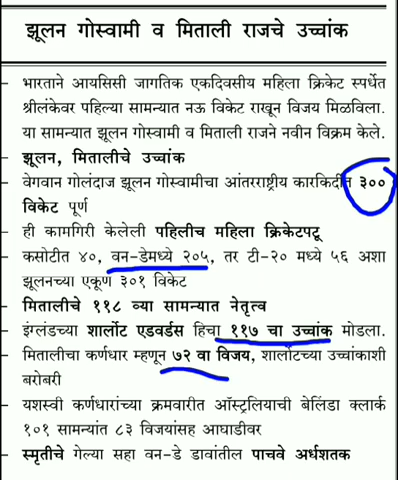 झूलन गोस्वामी व मिताली राजचे उच्चांक
– भारताने आयसिसी जागतिक एकदिवसीय महिला क्रिकेट स्पर्धेत
श्रीलंकेवर पहिल्या सामन्यात नऊ विकेट राखून विजय मिळविला.
या सामन्यात झूलन गोस्वामी व मिताली राजने नवीन विक्रम केले.
– झूलन, मितालीचे उच्चांक
– वेगवान गोलंदाज झूलन गोस्वामीचा आंतरराष्ट्रीय कारकिर्दीत ३००
विकेट पूर्ण
– ही कामगिरी केलेली पहिलीच महिला क्रिकेटपटू
– कसोटीत ४०, वन-डेमध्ये २०५, तर टी-२० मध्ये ५६ अशा
झूलनच्या एकूण ३०१ विकेट
– मितालीचे ११८ व्या सामन्यात नेतृत्व
– इंग्लंडच्या शार्लोट एडवर्डस हिचा ११७ चा उच्चांक मोडला.
– मितालीचा कर्णधार म्हणून ७२ वा विजय, शार्लोटच्या उच्चांकाशी
बरोबरी
– यशस्वी कर्णधारांच्या क्रमवारीत ऑस्ट्रेलियाची बेलिंडा क्लार्क
१०१ सामन्यांत ८३ विजयांसह आघाडीवर
– स्मृतीचे गेल्या सहा वन-डे डावांतील पाचवे अर्धशतक